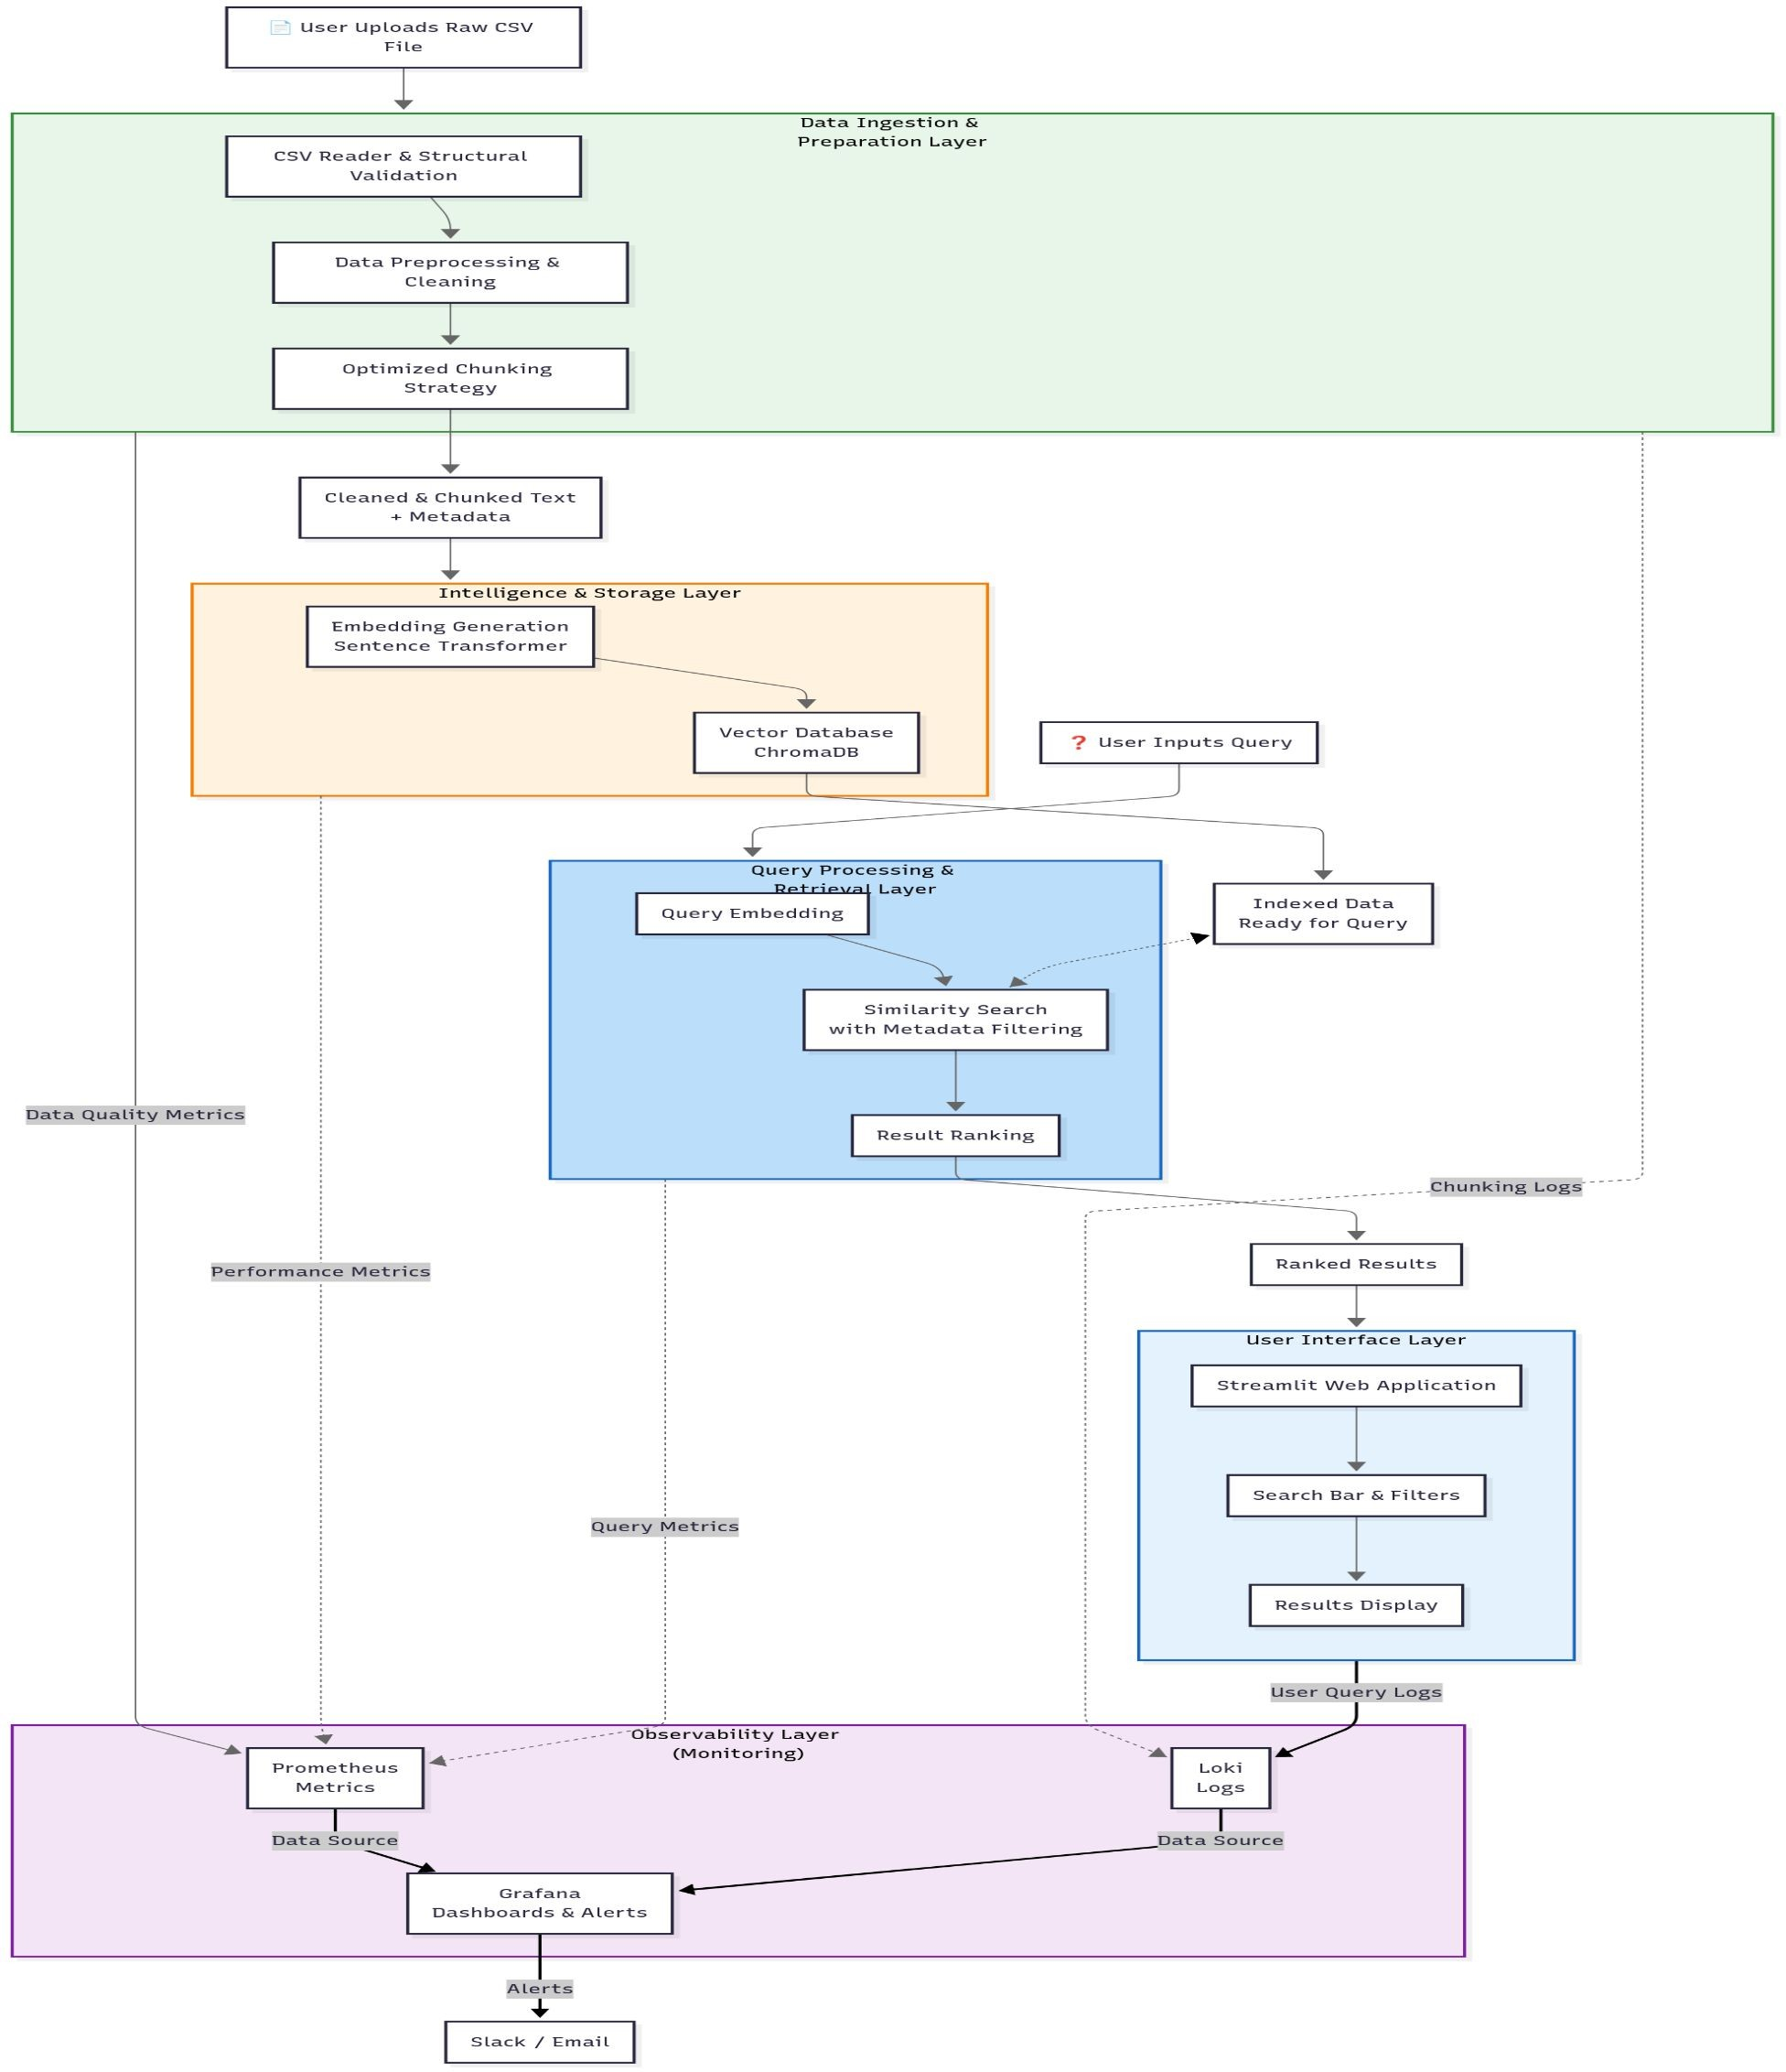 📄 User Uploads Raw CSV
File
Data Ingestion &
Preparation Layer
CSV Reader & Structural
Validation
Data Preprocessing &
Cleaning
Optimized Chunking
Strategy
Cleaned & Chunked Text
+ Metadata
Intelligence & Storage Layer
Embedding Generation
Sentence Transformer
Vector Database
ChromaDB
❓ User Inputs Query
Query Processing &
Retrieval Layer
Query Embedding
Indexed Data
Ready for Query
Similarity Search
with Metadata Filtering
Data Quality Metrics
Result Ranking
Chunking Logs
Performance Metrics
Ranked Results
User Interface Layer
Streamlit Web Application
Search Bar & Filters
Query Metrics
Results Display
User Query Logs
Observability Layer
(Monitoring)
Prometheus
Metrics
Loki
Logs
Data Source
Data Source
Grafana
Dashboards & Alerts
Alerts
Slack / Email